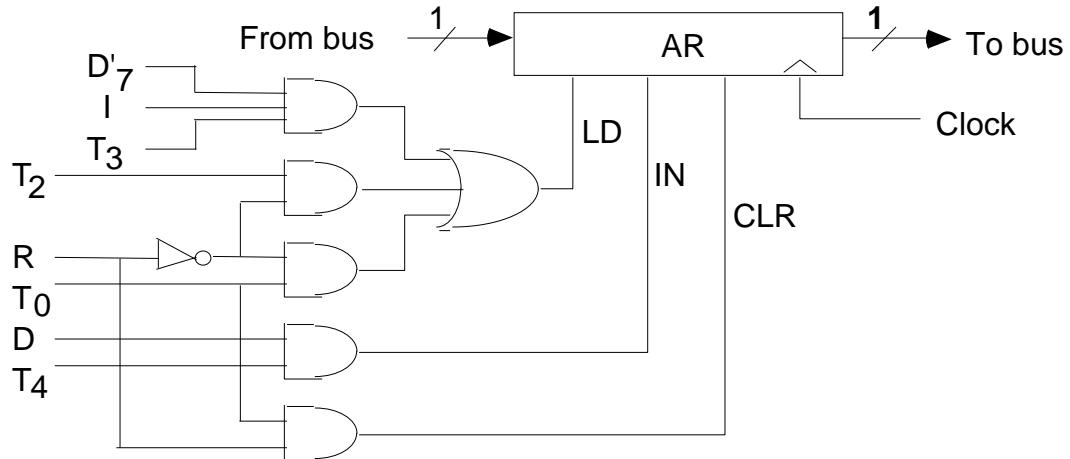 From bus
1
AR
1
To bus
D'7
I
T3
LD
Clock
T2
IN
CLR
R
T0
D
T4